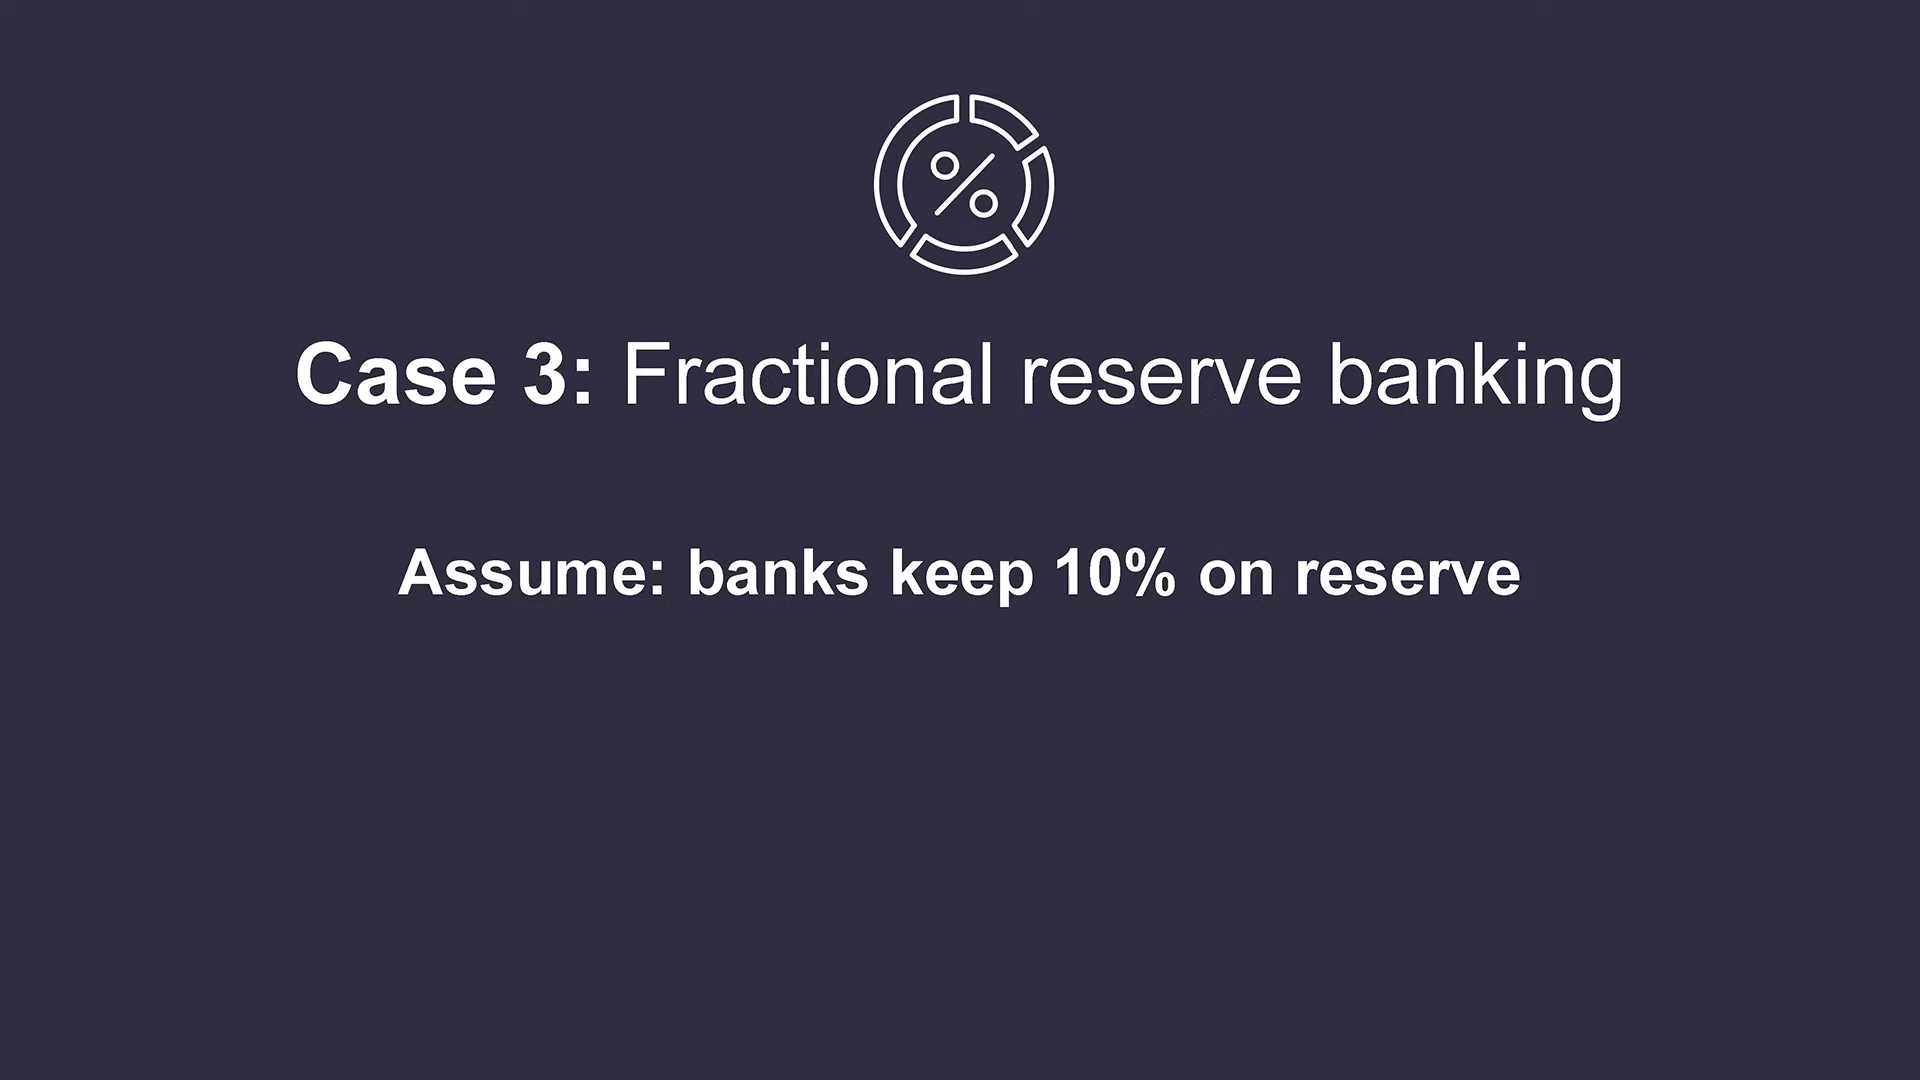 %
Case 3: Fractional reserve banking
Assume: banks keep 10% on reserve